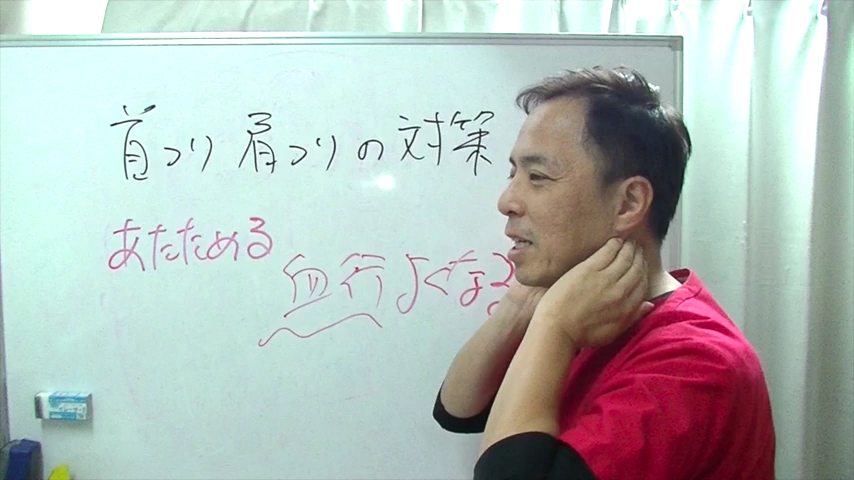 首こり肩こりの対策
あたためる
血行よくなる